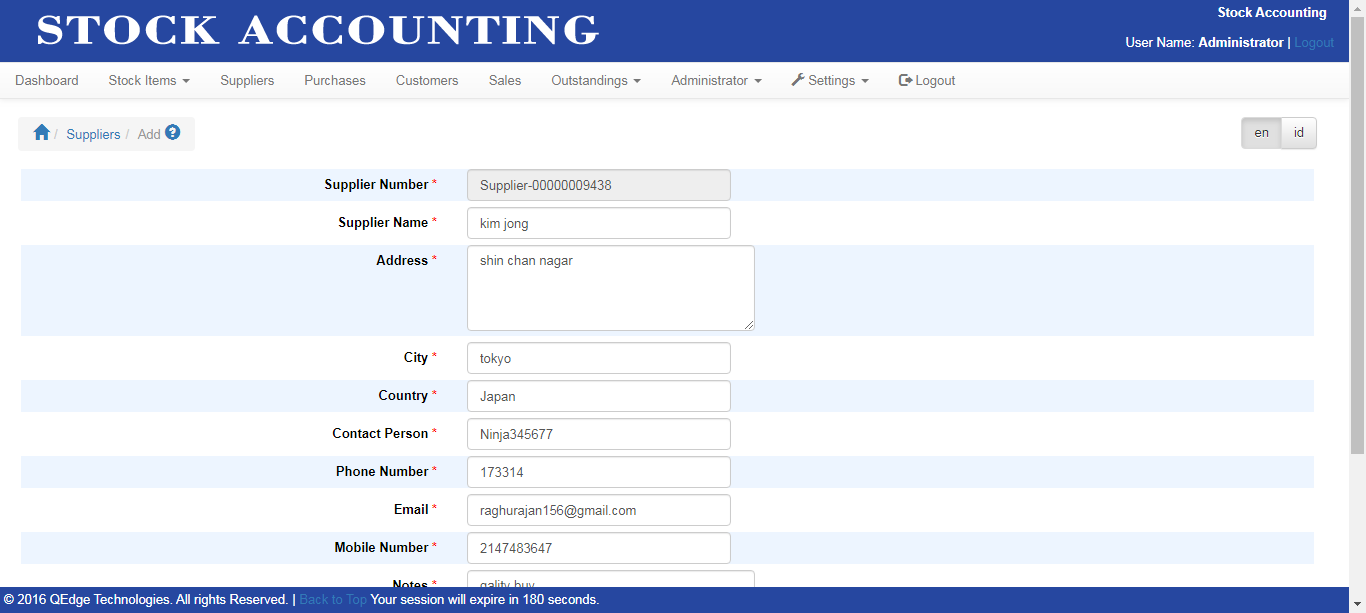 STOCK ACCOUNTING
Stock Accounting
User Name: Administrator | Logout
Dashboard Stock Items Suppliers Purchases Customers Sales Outstandings Administrator Settings Logout
/ Suppliers / Add ?
en id
Supplier Number * Supplier-00000009438
Supplier Name * kim jong
Address * shin chan nagar
City * tokyo
Country * Japan
Contact Person * Ninja345677
Phone Number * 173314
Email * raghurajan156@gmail.com
Mobile Number * 2147483647
Notes * qality buy
© 2016 QEdge Technologies. All rights Reserved. | Back to Top Your session will expire in 180 seconds.